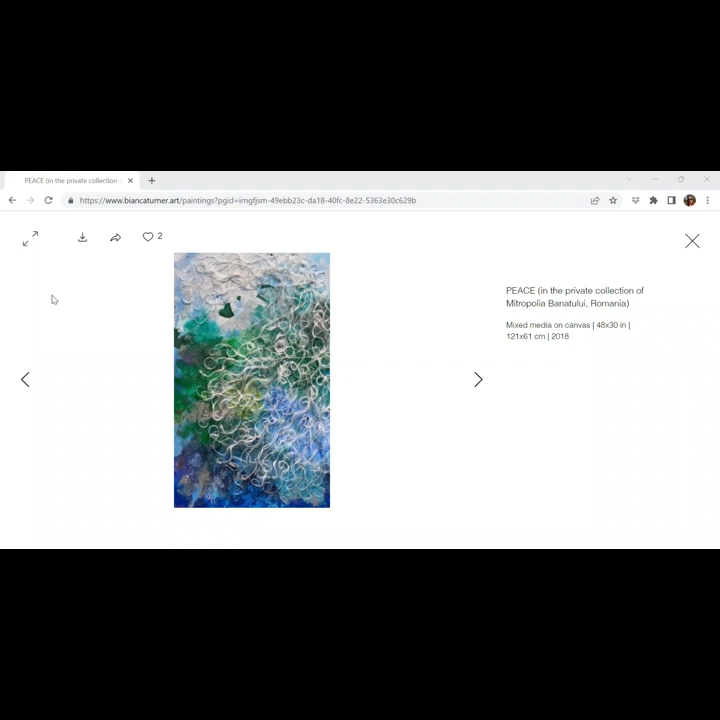 PEACE (in the private collection
https://www.biancaturner.art/paintings?pgid=imgfjsm-49ebb23c-da18-40fc-8e22-5363e30c629b
2
PEACE (in the private collection of
Mitropolia Banatului, Romania)
Mixed media on canvas | 48x30 in |
121x61 cm | 2018